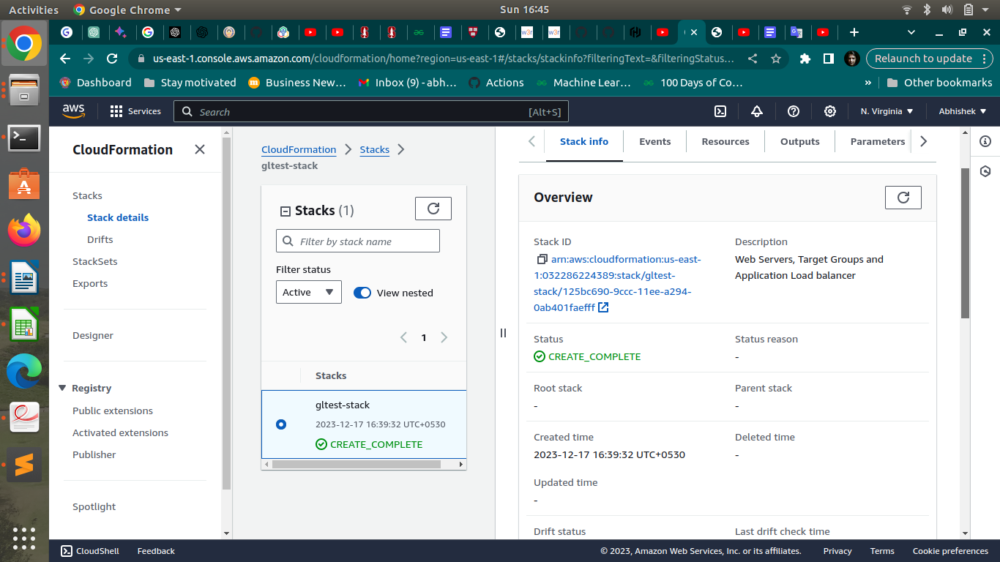 Activities
Google Chrome
Sun 16:45
w3r
w3r
us-east-1.console.aws.amazon.com/cloudformation/home?region=us-east-1#/stacks/stackinfo?filteringText=&filteringStatus...
Relaunch to update
Dashboard
Stay motivated
Business New...
Inbox (9) - abh...
Actions
Machine Lear...
100 Days of Co...
»
Other bookmarks
aws
Services
Search
[Alt+S]
N. Virginia
Abhishek
CloudFormation
Stacks
Stack details
Drifts
StackSets
Exports
Designer
Registry
Public extensions
Activated extensions
Publisher
Spotlight
CloudFormation
Stacks
gltest-stack
Stacks (1)
Filter by stack name
Filter status
Active
View nested
1
Stacks
gltest-stack
2023-12-17 16:39:32 UTC+0530
CREATE_COMPLETE
Stack info
Events
Resources
Outputs
Parameters
Overview
Stack ID
arn:aws:cloudformation:us-east-
1:032286224389:stack/gltest-
stack/125bc690-9ccc-11ee-a294-
0ab401faefff
Description
Web Servers, Target Groups and
Application Load balancer
Status
CREATE_COMPLETE
Status reason
-
Root stack
-
Parent stack
-
Created time
2023-12-17 16:39:32 UTC+0530
Deleted time
-
Updated time
-
Drift status
Last drift check time
CloudShell
Feedback
© 2023, Amazon Web Services, Inc. or its affiliates.
Privacy
Terms
Cookie preferences